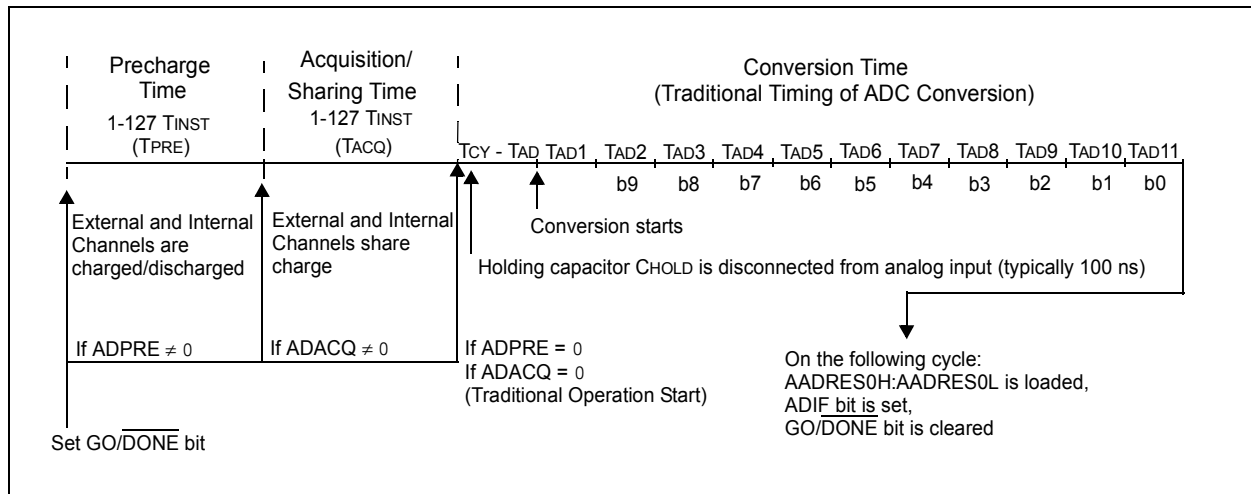 Precharge
Time
1-127 TINST
(TPRE)
Acquisition/
Sharing Time
1-127 TINST
(TACQ)
Conversion Time
(Traditional Timing of ADC Conversion)
TCY - TAD TAD1 TAD2 TAD3 TAD4 TAD5 TAD6 TAD7 TAD8 TAD9 TAD10 TAD11
b9 b8 b7 b6 b5 b4 b3 b2 b1 b0
External and Internal
Channels are
charged/discharged
External and Internal
Channels share
charge
Conversion starts
Holding capacitor CHOLD is disconnected from analog input (typically 100 ns)
If ADPRE ≠ 0
If ADACQ ≠ 0
If ADPRE = 0
If ADACQ = 0
(Traditional Operation Start)
On the following cycle:
AADRES0H:AADRES0L is loaded,
ADIF bit is set,
GO/DONE bit is cleared
Set GO/DONE bit